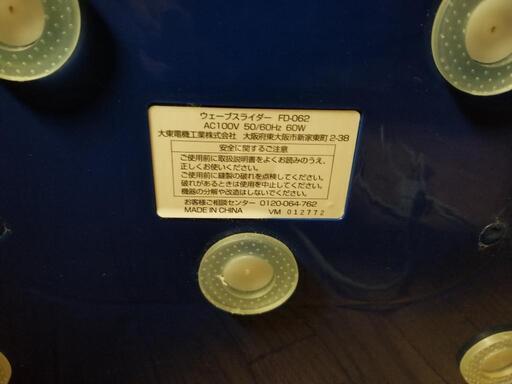 ウェーブスライダー FD-062
AC100V 50/60Hz 60W
大東電機工業株式会社 大阪府東大阪市新家東町2-38
安全に関するご注意
ご使用前に取扱説明書をよくお読みのうえ、
正しくお使いください。
ご使用前に縫製の破れを点検してください。
破れがあるときは使用を中止してください。
機器の分解や改造はしないでください。
お客様ご相談センター 0120-064-762
MADE IN CHINA VM 012772